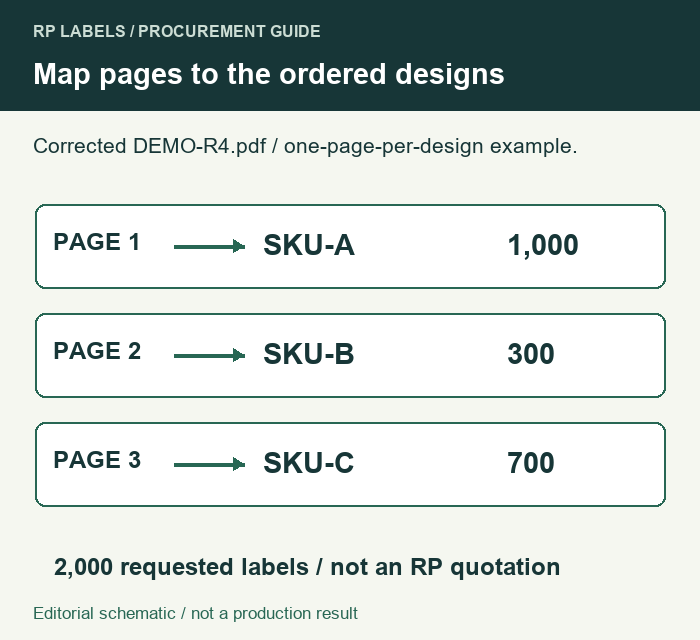 RP LABELS / PROCUREMENT GUIDE
Map pages to the ordered designs
Corrected DEMO-R4.pdf / one-page-per-design example.
PAGE 1 SKU-A 1,000
PAGE 2 SKU-B 300
PAGE 3 SKU-C 700
2,000 requested labels / not an RP quotation
Editorial schematic / not a production result